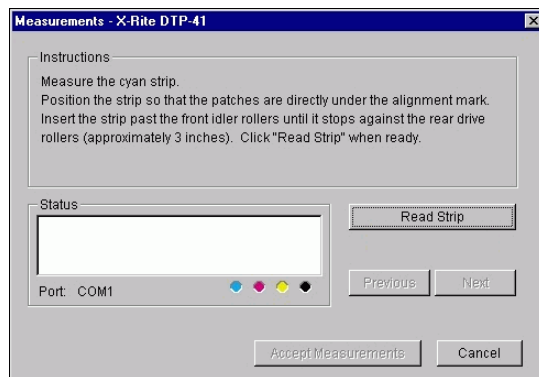 Measurements - X-Rite DTP-41
Instructions
Measure the cyan strip.
Position the strip so that the patches are directly under the alignment mark.
Insert the strip past the front idler rollers until it stops against the rear drive
rollers (approximately 3 inches). Click "Read Strip" when ready.
Status
Read Strip
Port: COM1
Previous
Next
Accept Measurements
Cancel